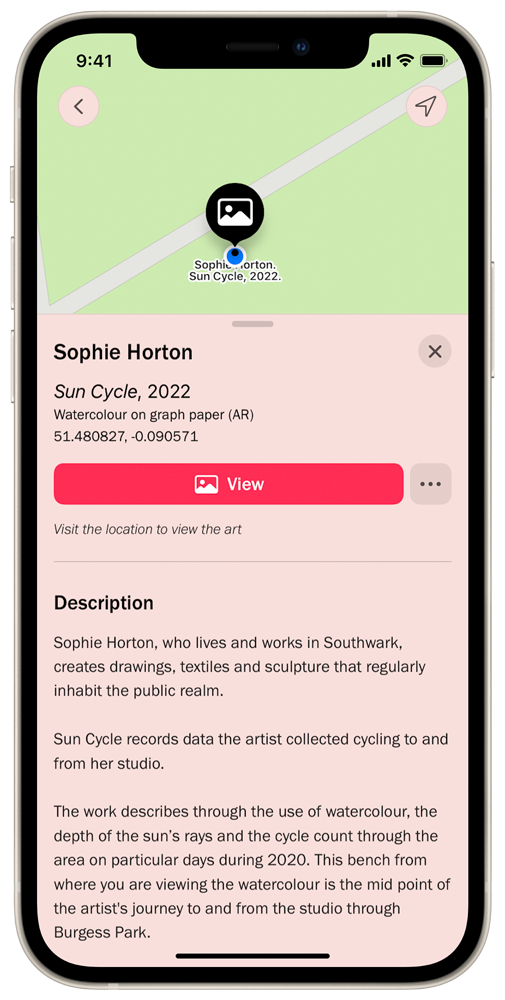 9:41
Sophie Horton.
Sun Cycle, 2022.
Sophie Horton
Sun Cycle, 2022
Watercolour on graph paper (AR)
51.480827, -0.090571
View
Visit the location to view the art
Description
Sophie Horton, who lives and works in Southwark,
creates drawings, textiles and sculpture that regularly
inhabit the public realm.
Sun Cycle records data the artist collected cycling to and
from her studio.
The work describes through the use of watercolour, the
depth of the sun’s rays and the cycle count through the
area on particular days during 2020. This bench from
where you are viewing the watercolour is the mid point of
the artist's journey to and from the studio through
Burgess Park.